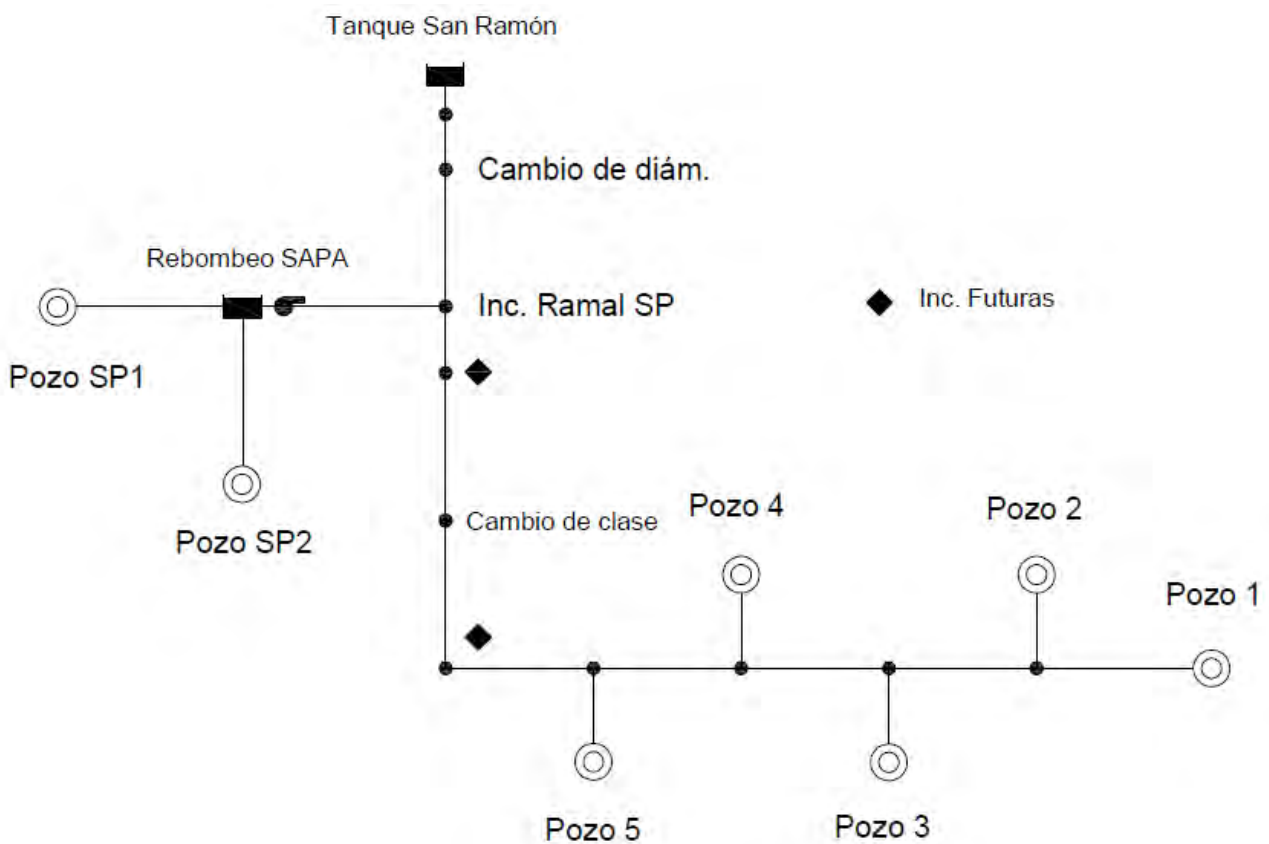 Tanque San Ramón
Cambio de diám.
Rebombeo SAPA
Inc. Ramal SP
Inc. Futuras
Pozo SP1
Pozo SP2
Cambio de clase
Pozo 4
Pozo 2
Pozo 1
Pozo 5
Pozo 3